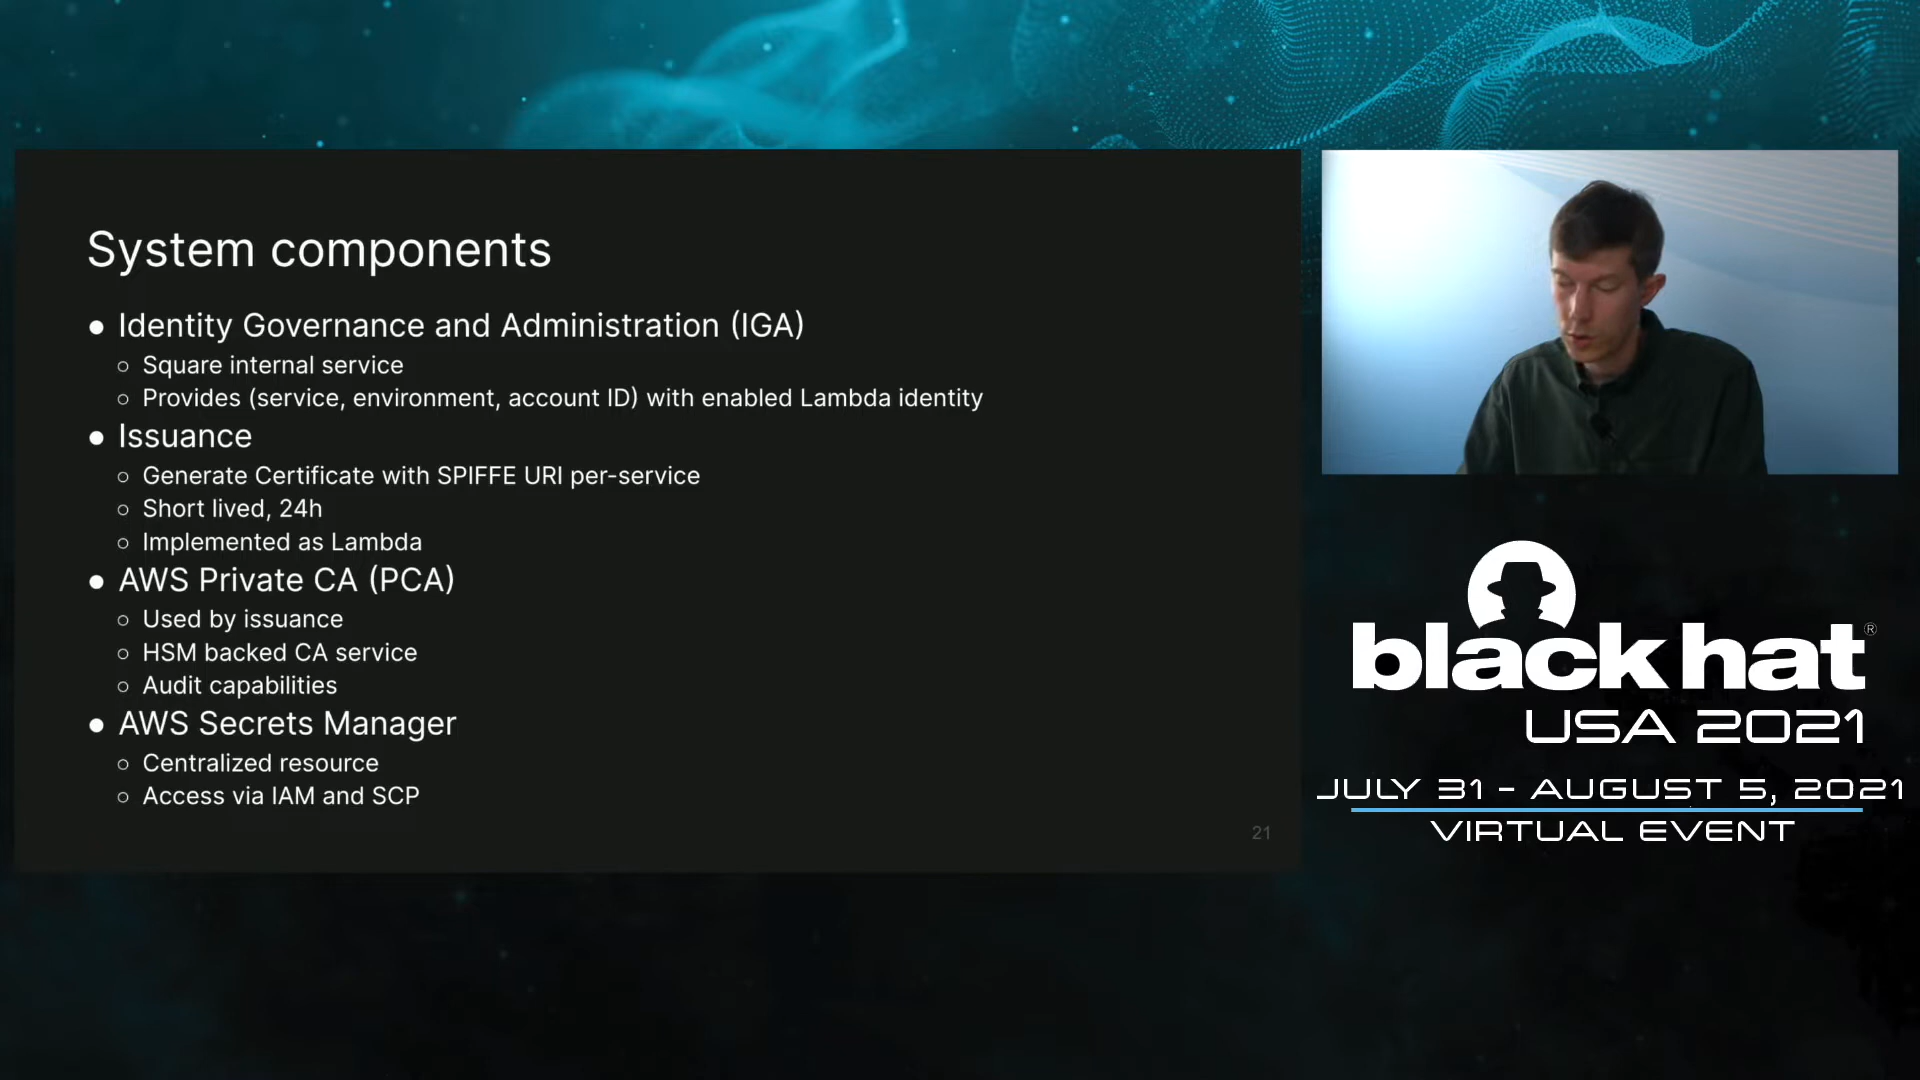 System components
● Identity Governance and Administration (IGA)
○ Square internal service
○ Provides (service, environment, account ID) with enabled Lambda identity
● Issuance
○ Generate Certificate with SPIFFE URI per-service
○ Short lived, 24h
○ Implemented as Lambda
● AWS Private CA (PCA)
○ Used by issuance
○ HSM backed CA service
○ Audit capabilities
● AWS Secrets Manager
○ Centralized resource
○ Access via IAM and SCP
21
black hat®
USA 2021
JULY 31 - AUGUST 5, 2021
VIRTUAL EVENT